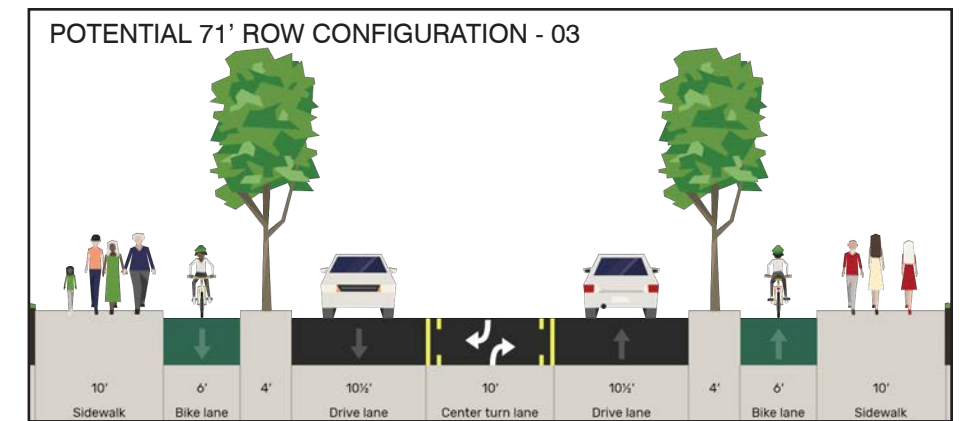 POTENTIAL 71’ ROW CONFIGURATION - 03
10' 6' 4' 10½' 10' 10½' 4' 6' 10'
Sidewalk Bike lane Drive lane Center turn lane Drive lane Bike lane Sidewalk